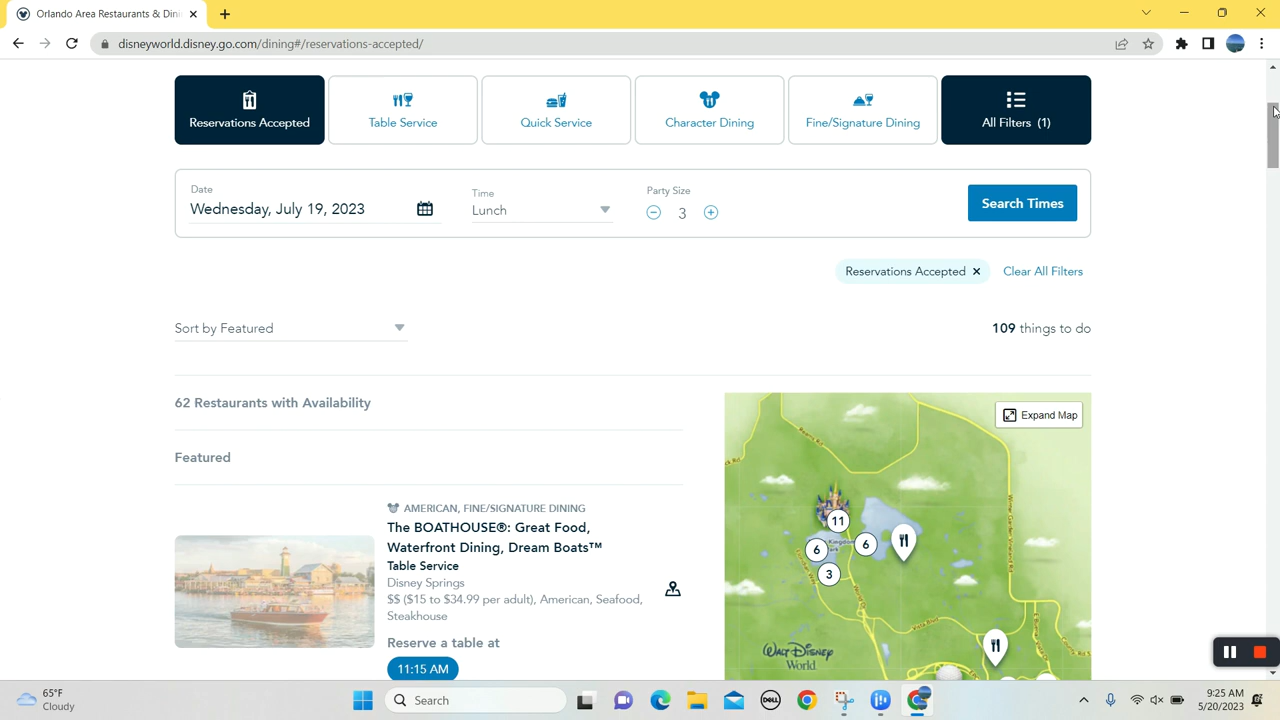 Orlando Area Restaurants & Dini
disneyworld.disney.go.com/dining#/reservations-accepted/
Reservations Accepted
Table Service
Quick Service
Character Dining
Fine/Signature Dining
All Filters (1)
Date
Wednesday, July 19, 2023
Time
Lunch
Party Size
3
Search Times
Reservations Accepted
Clear All Filters
Sort by Featured
109 things to do
62 Restaurants with Availability
Expand Map
Featured
AMERICAN, FINE/SIGNATURE DINING
The BOATHOUSE®: Great Food,
Waterfront Dining, Dream Boats™
Table Service
Disney Springs
$$ ($15 to $34.99 per adult), American, Seafood,
Steakhouse
Reserve a table at
11:15 AM
11
6
6
3
WALT DISNEY
World
65°F
Cloudy
Search
DELL
9:25 AM
5/20/2023